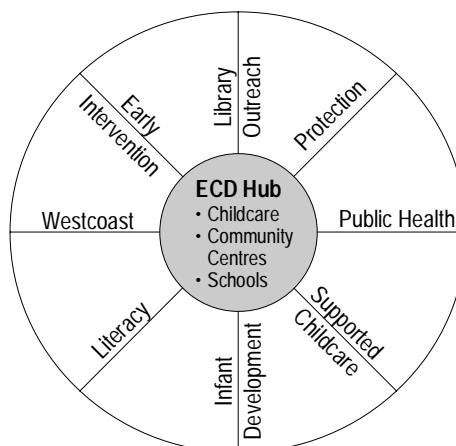 Library
Outreach
Early
Intervention
Protection
ECD Hub
• Childcare
• Community
Centres
• Schools
Westcoast
Public Health
Literacy
Supported
Childcare
Infant
Development